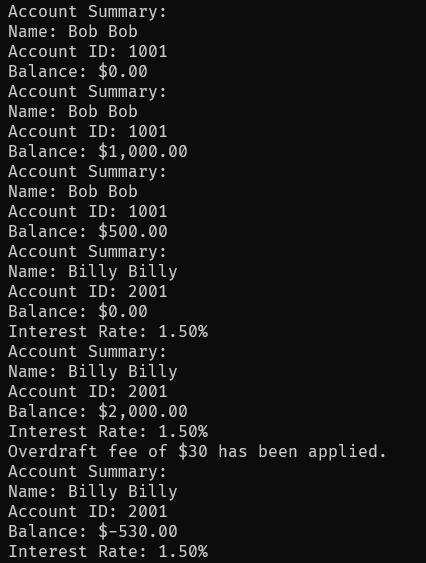 Account Summary:
Name: Bob Bob
Account ID: 1001
Balance: $0.00
Account Summary:
Name: Bob Bob
Account ID: 1001
Balance: $1,000.00
Account Summary:
Name: Bob Bob
Account ID: 1001
Balance: $500.00
Account Summary:
Name: Billy Billy
Account ID: 2001
Balance: $0.00
Interest Rate: 1.50%
Account Summary:
Name: Billy Billy
Account ID: 2001
Balance: $2,000.00
Interest Rate: 1.50%
Overdraft fee of $30 has been applied.
Account Summary:
Name: Billy Billy
Account ID: 2001
Balance: $-530.00
Interest Rate: 1.50%